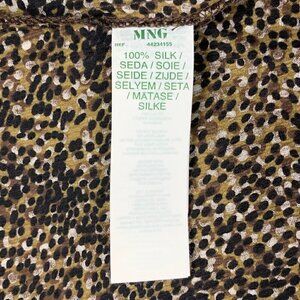 MNG
REF. 44234155
100% SILK /
SEDA / SOIE /
SEIDE / ZIJDE /
SELYEM / SETA
/ MATASE /
SILKE